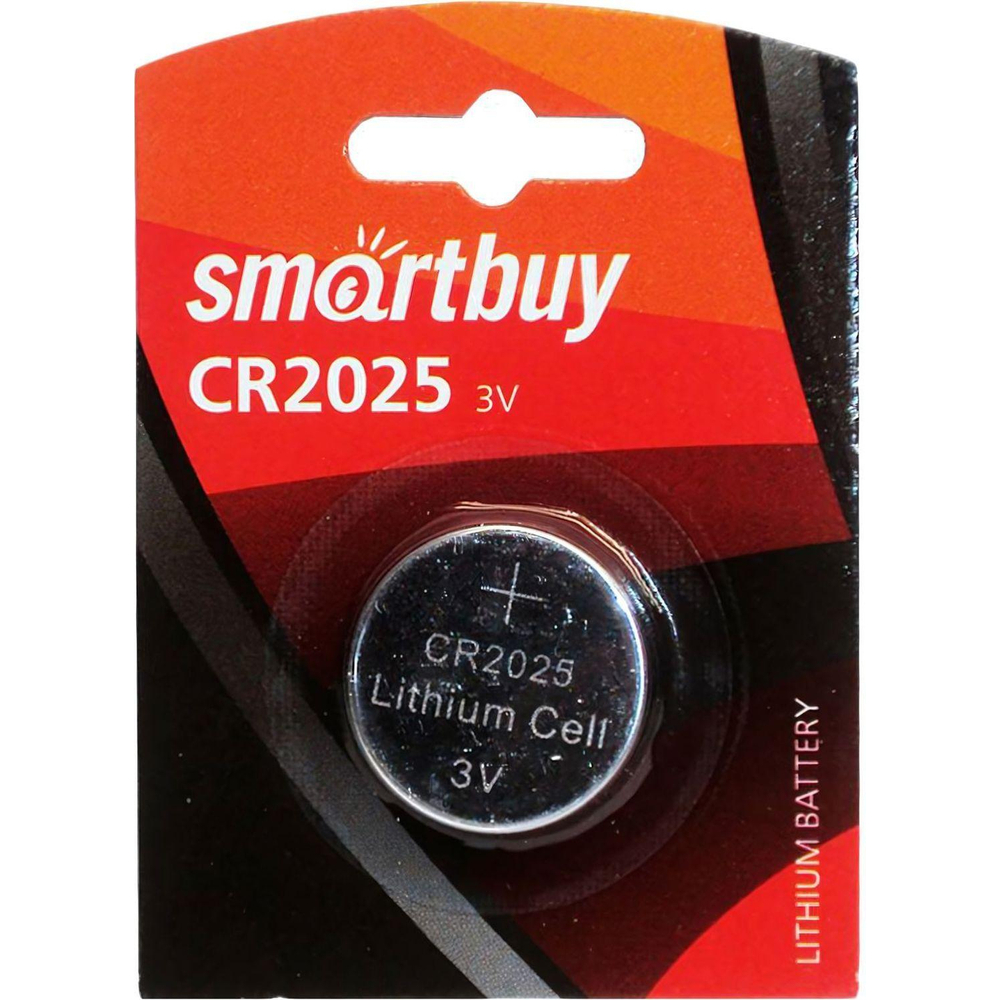 smartbuy
CR2025 3V
+
CR2025
Lithium Cell
3V
LITHIUM BATTERY